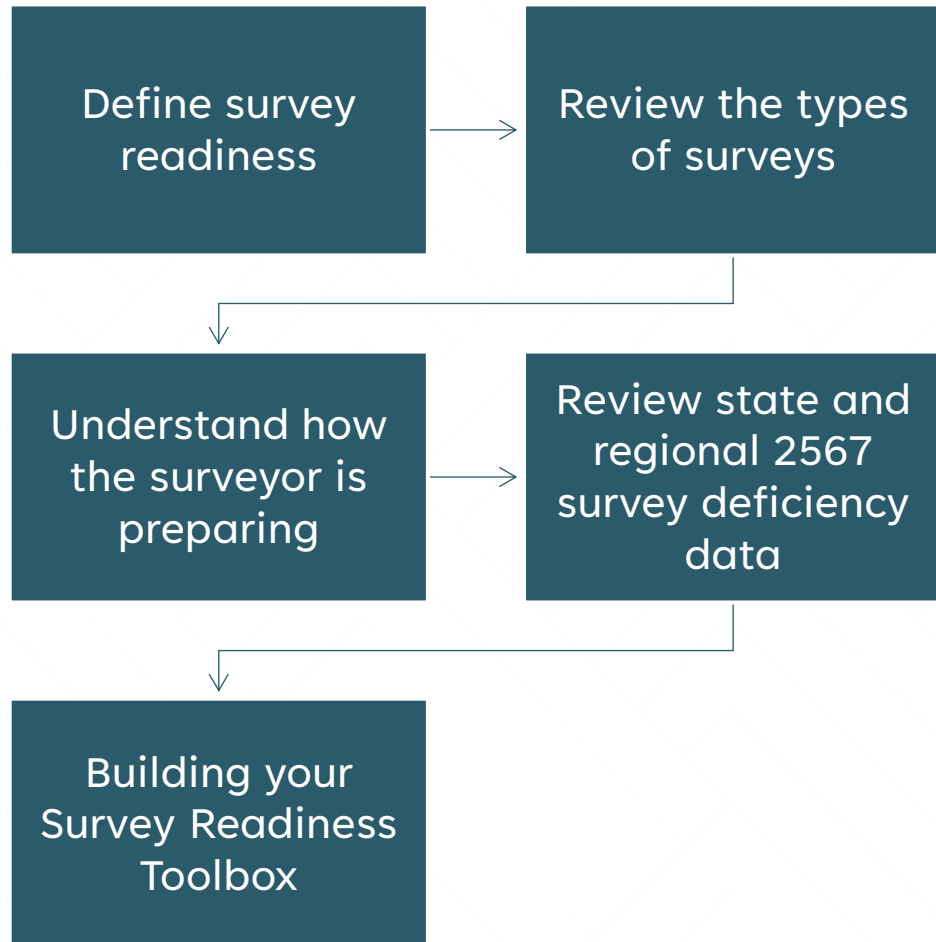 Define survey
readiness
Review the types
of surveys
Understand how
the surveyor is
preparing
Review state and
regional 2567
survey deficiency
data
Building your
Survey Readiness
Toolbox